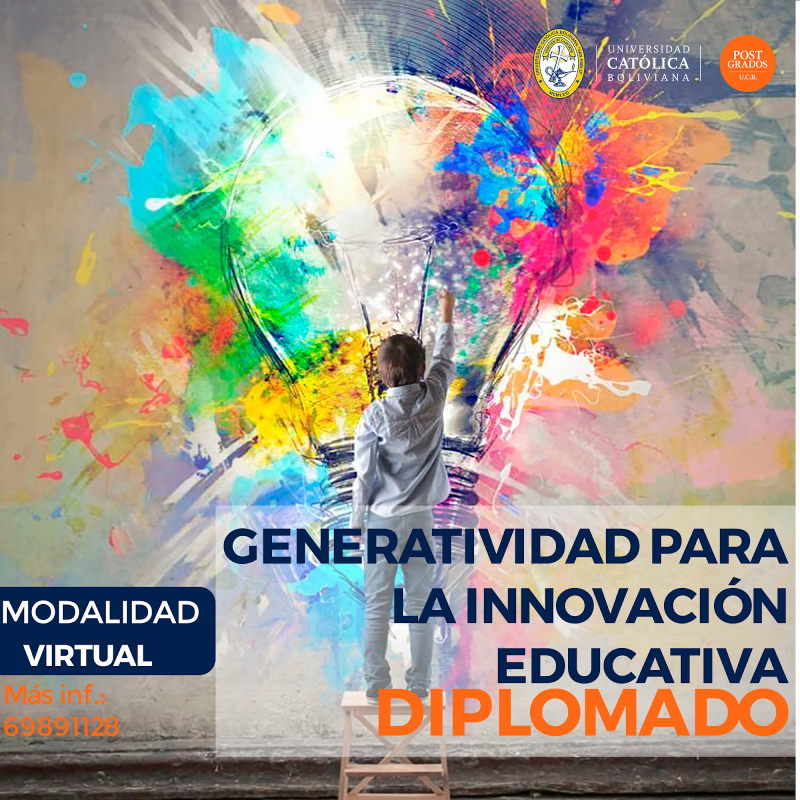 UNIVERSIDAD
CATÓLICA
BOLIVIANA
POST
GRADOS
U.C.B.
GENERATIVIDAD PARA
LA INNOVACIÓN
EDUCATIVA
DIPLOMADO
MODALIDAD
VIRTUAL
Más inf.:
69891128